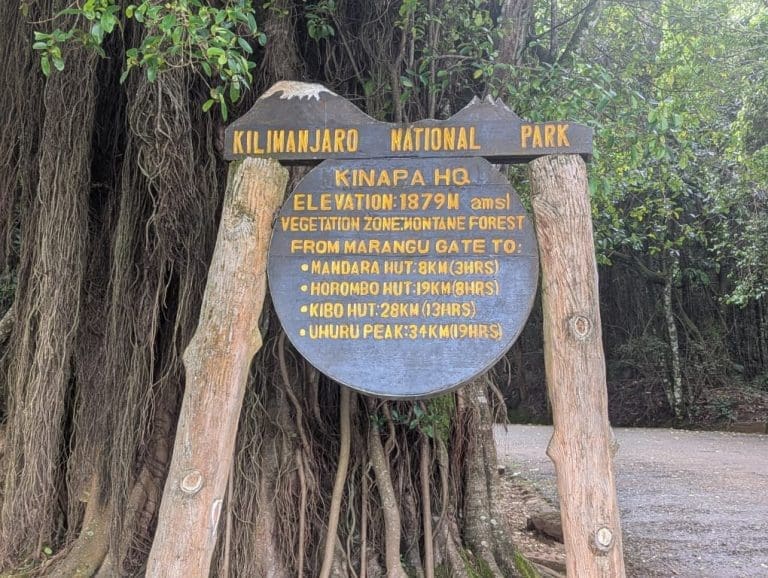 KILIMANJARO NATIONAL PARK
KINAPA HQ
ELEVATION:1879M amsl
VEGETATION ZONE:MONTANE FOREST
FROM MARANGU GATE TO:
• MANDARA HUT:8KM(3HRS)
• HOROMBO HUT:19KM(8HRS)
• KIBO HUT:28KM(13HRS)
• UHURU PEAK:34KM(19HRS)